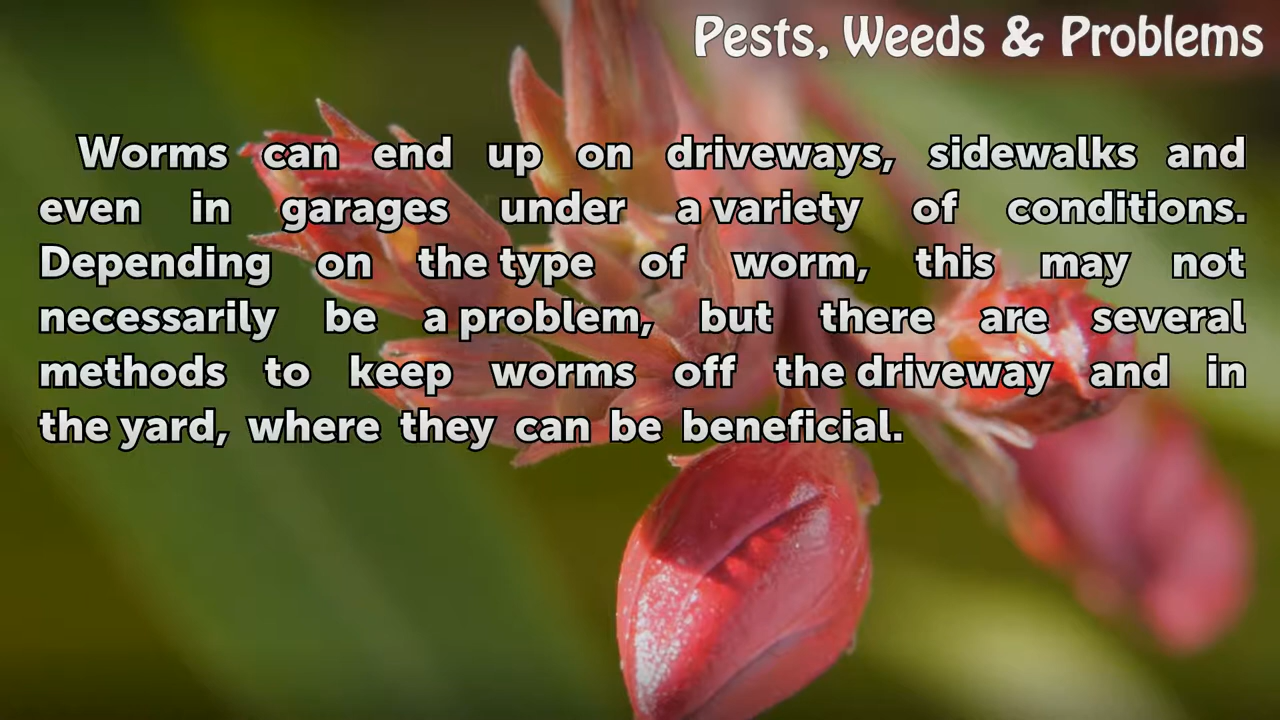 Pests, Weeds & Problems
Worms can end up on driveways, sidewalks and
even in garages under a variety of conditions.
Depending on the type of worm, this may not
necessarily be a problem, but there are several
methods to keep worms off the driveway and in
the yard, where they can be beneficial.